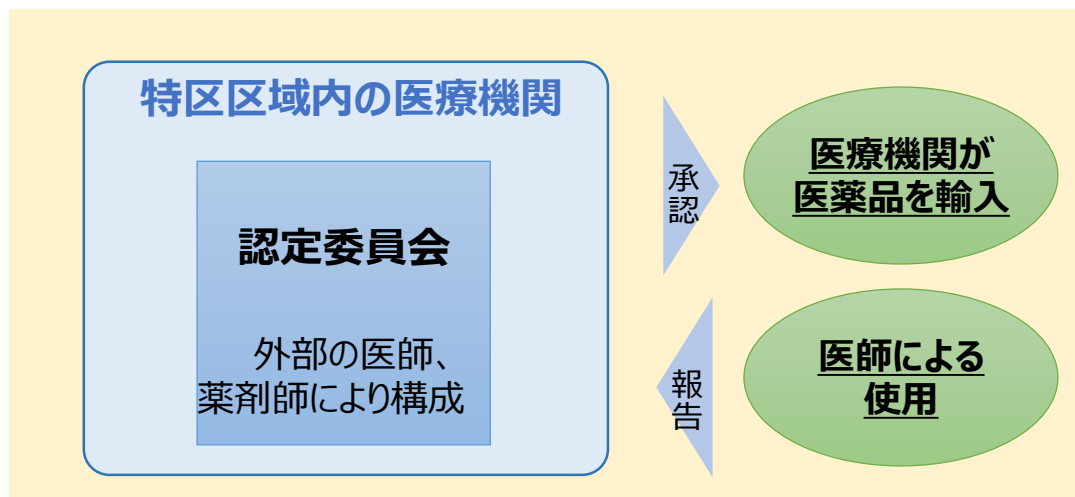 特区区域内の医療機関
認定委員会
外部の医師、
薬剤師により構成
承認
医療機関が
医薬品を輸入
報告
医師による
使用